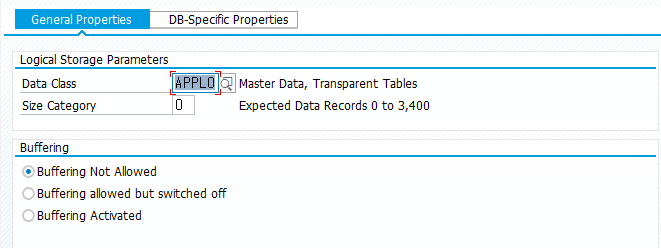 General Properties DB-Specific Properties
Logical Storage Parameters
Data Class APPL0 Master Data, Transparent Tables
Size Category 0 Expected Data Records 0 to 3,400
Buffering
Buffering Not Allowed
Buffering allowed but switched off
Buffering Activated